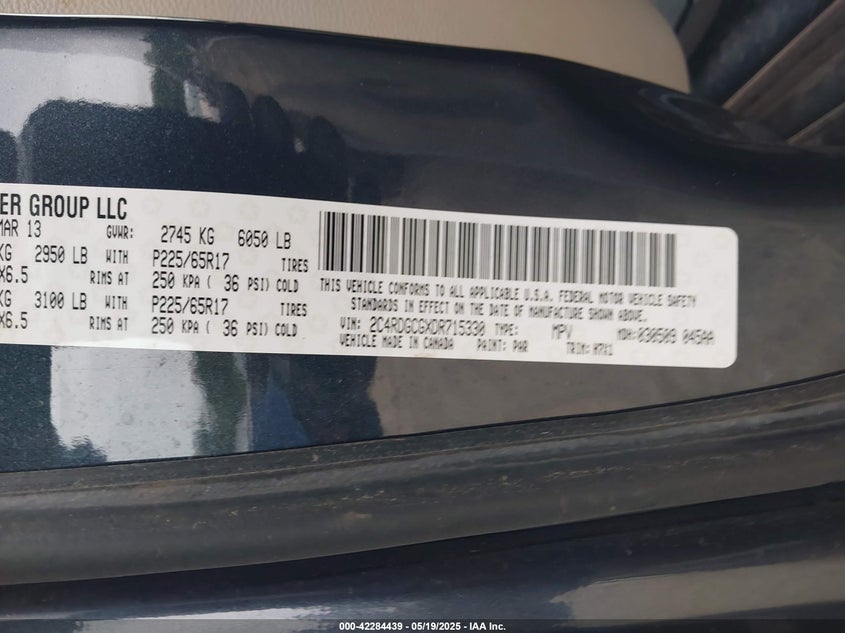 ER GROUP LLC
MAR 13 GVWR: 2745 KG 6050 LB
KG 2950 LB WITH P225/65R17 TIRES
X6.5 RIMS AT 250 KPA ( 36 PSI) COLD
KG 3100 LB WITH P225/65R17 TIRES
X6.5 RIMS AT 250 KPA ( 36 PSI) COLD
THIS VEHICLE CONFORMS TO ALL APPLICABLE U.S.A. FEDERAL MOTOR VEHICLE SAFETY
STANDARDS IN EFFECT ON THE DATE OF MANUFACTURE SHOWN ABOVE.
VIN: 2C4RDGCGXDR715330 TYPE: MPV MDH: 030503 045AA
VEHICLE MADE IN CANADA PAINT: PAR TRIM:
000-42284439 - 05/19/2025 - IAA Inc.